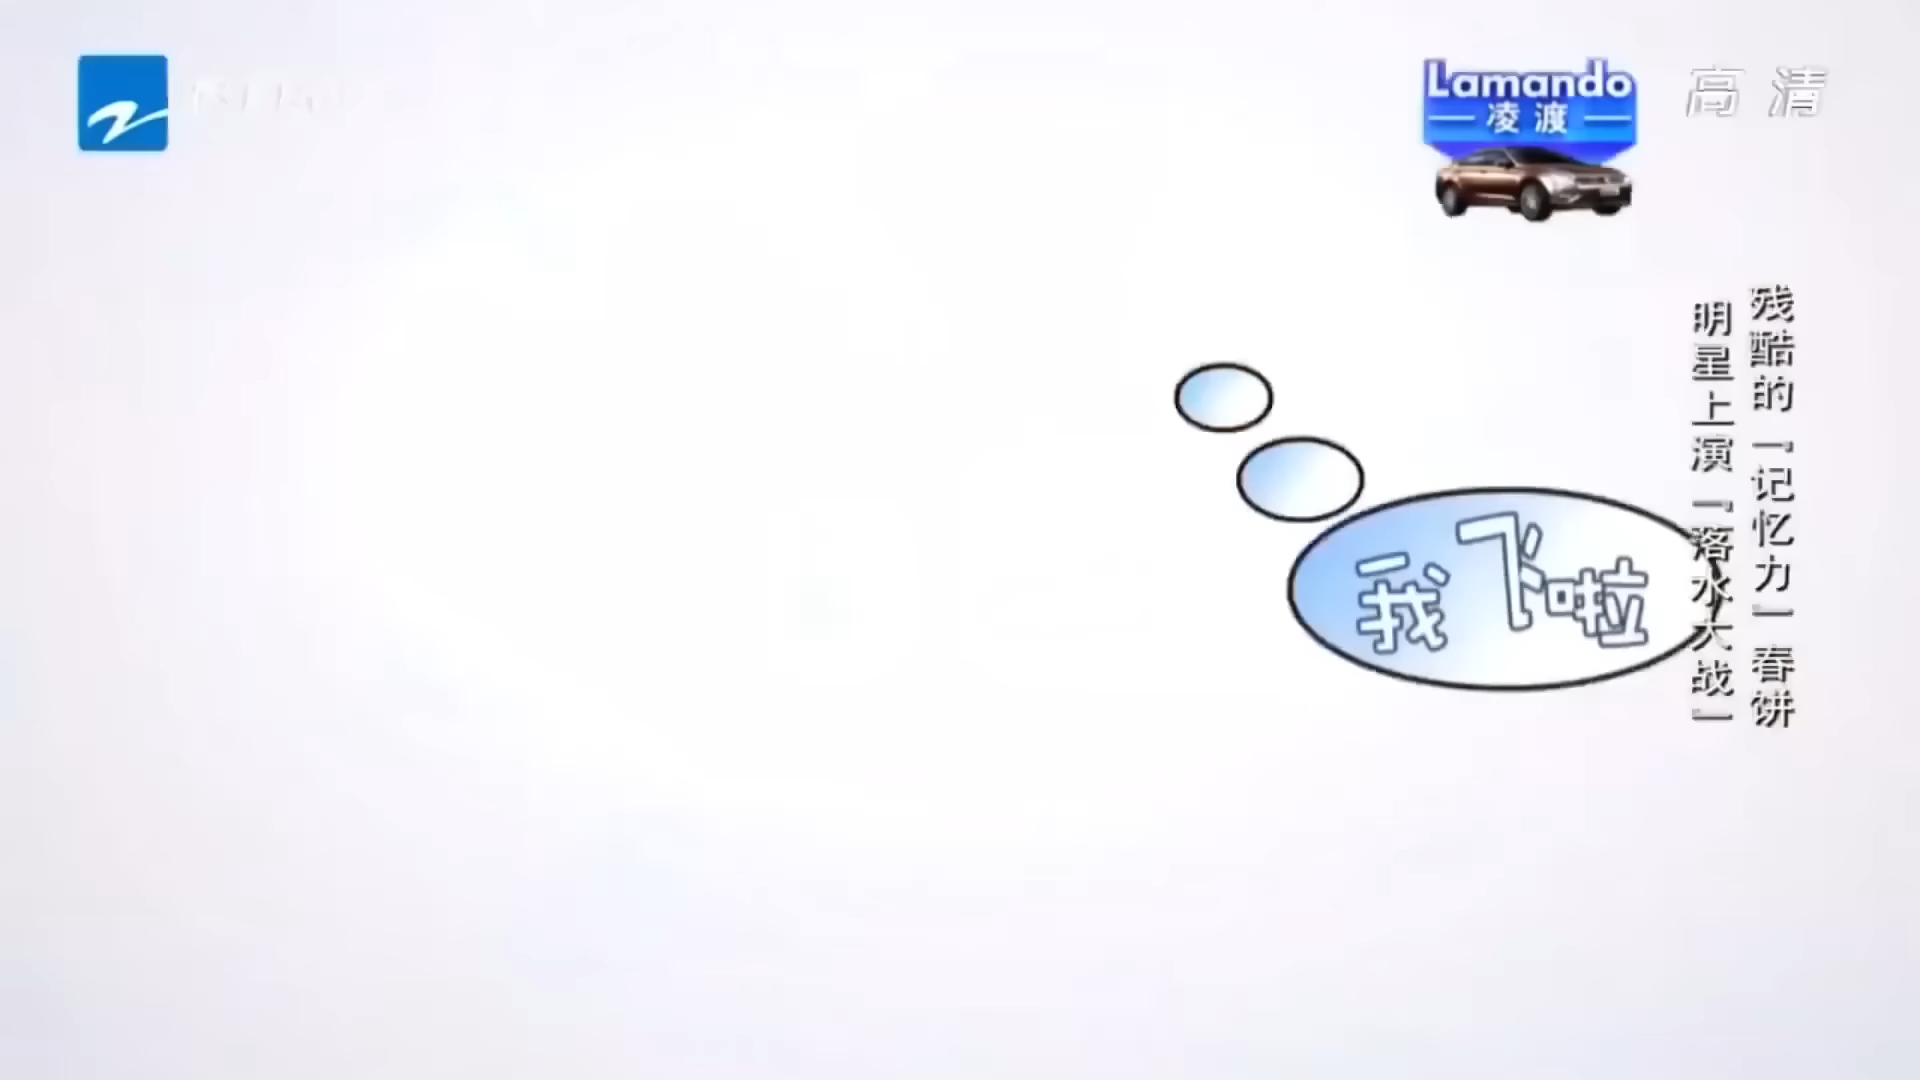 Lamando
凌渡
高清
残酷的「记忆力」春饼
明星上演「落水大战」
我飞啦